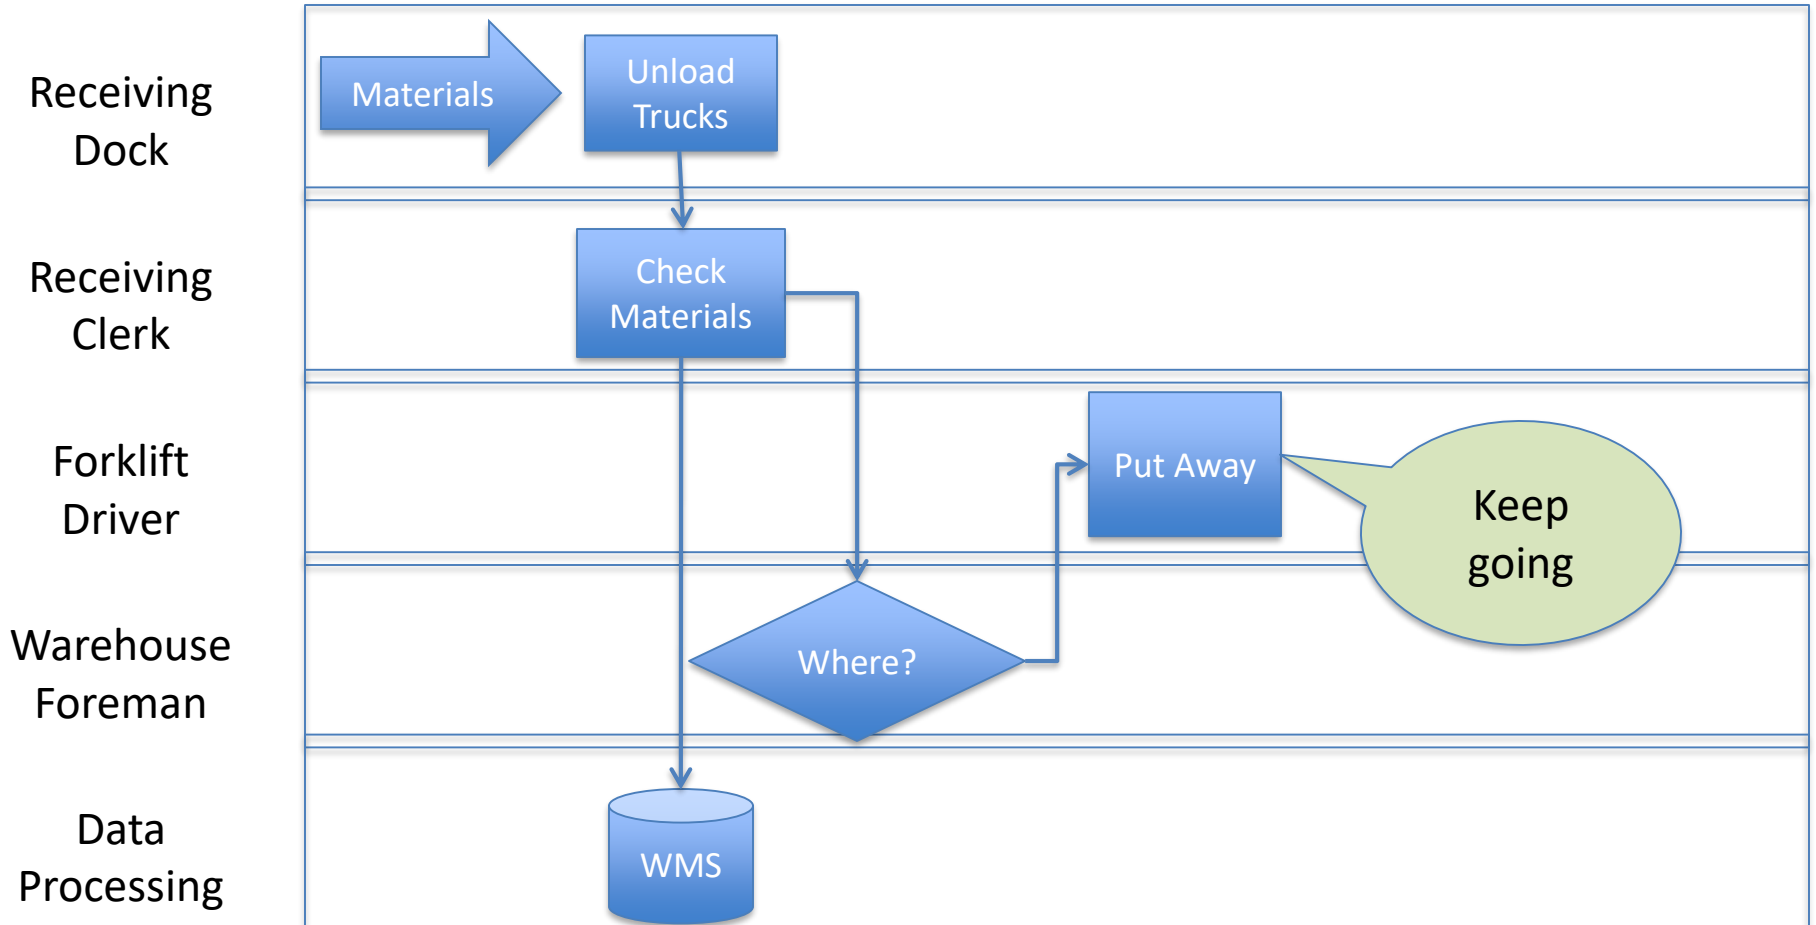 Receiving
Dock
Materials
Unload
Trucks
Receiving
Clerk
Check
Materials
Forklift
Driver
Put Away
Keep
going
Warehouse
Foreman
Where?
Data
Processing
WMS